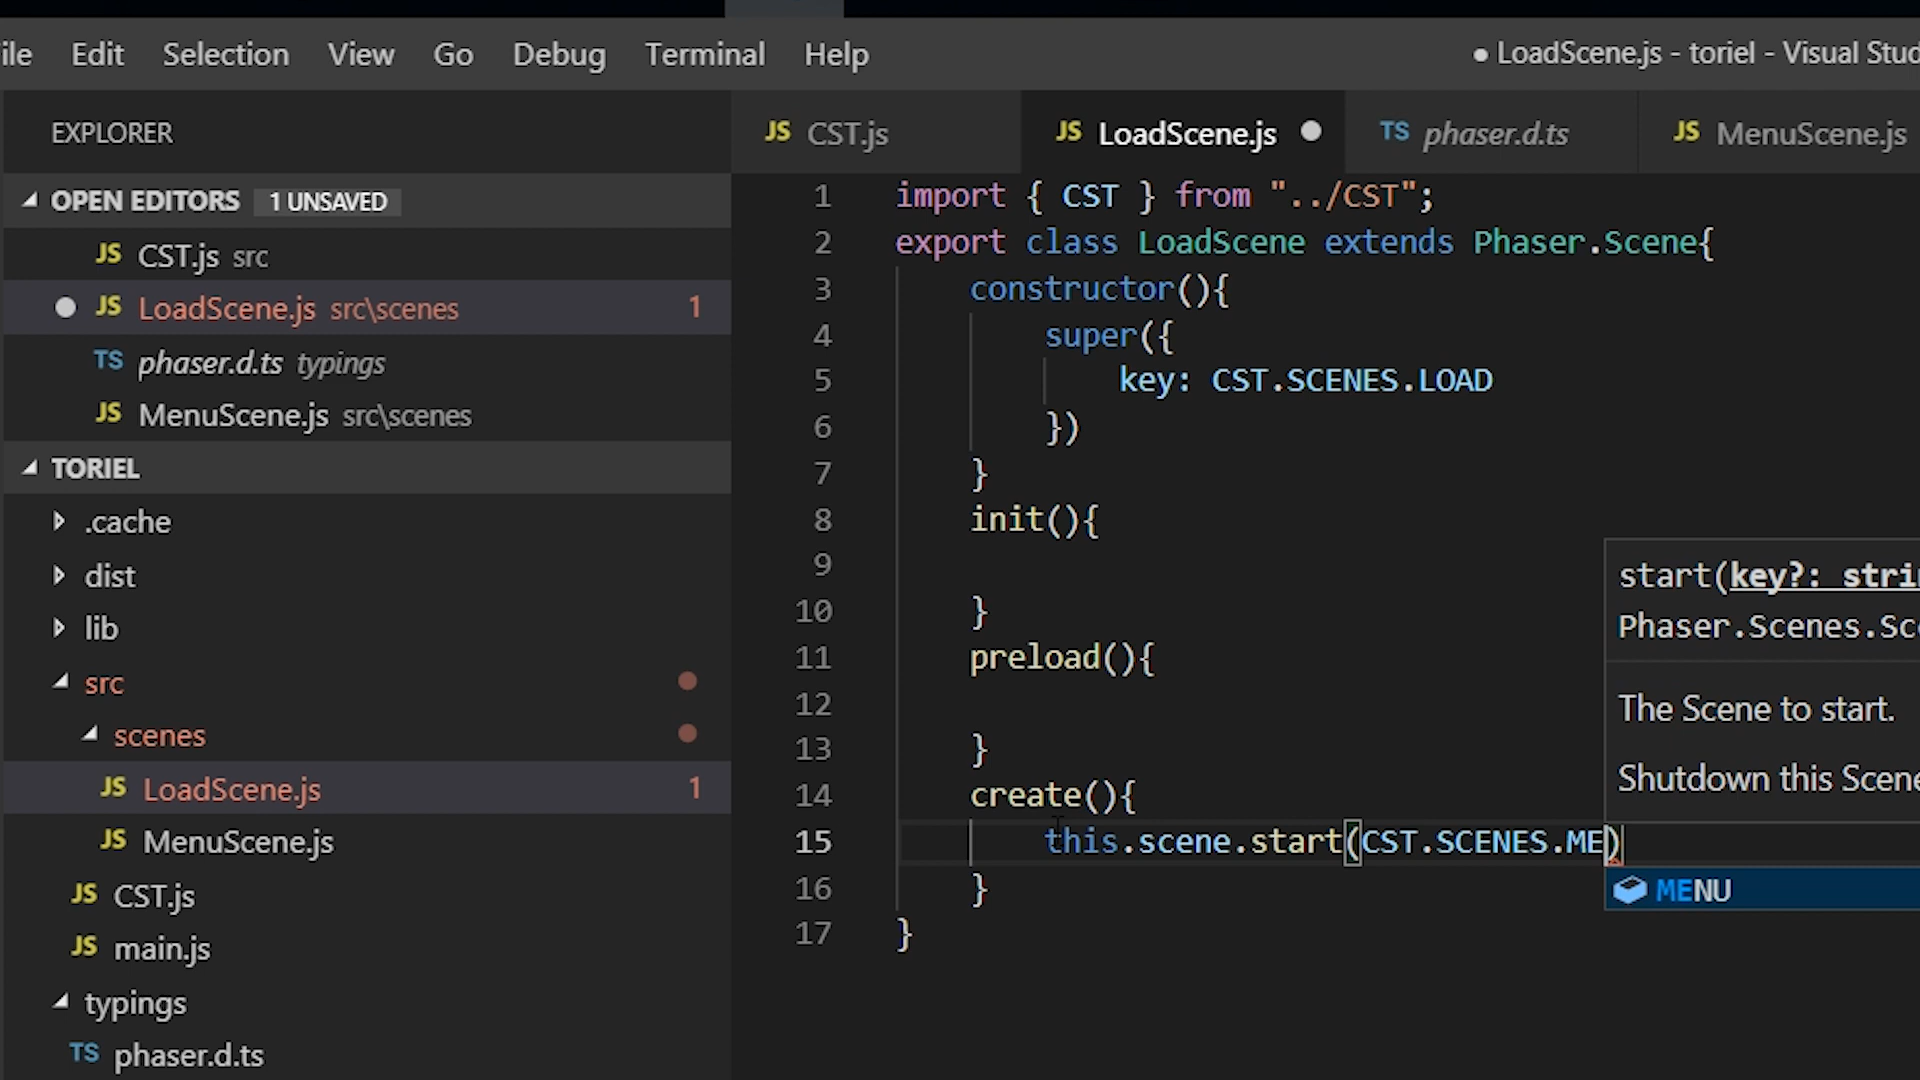 ile Edit Selection View Go Debug Terminal Help
● LoadScene.js - toriel - Visual Stud
EXPLORER
OPEN EDITORS 1 UNSAVED
JS CST.js src
JS LoadScene.js src\scenes 1
TS phaser.d.ts typings
JS MenuScene.js src\scenes
TORIEL
.cache
dist
lib
src
scenes
JS LoadScene.js 1
JS MenuScene.js
JS CST.js
JS main.js
typings
TS phaser.d.ts
JS CST.js JS LoadScene.js TS phaser.d.ts JS MenuScene.js
1 import { CST } from "../CST";
2 export class LoadScene extends Phaser.Scene{
3 constructor(){
4 super({
5 key: CST.SCENES.LOAD
6 })
7 }
8 init(){
9
10 }
11 preload(){
12
13 }
14 create(){
15 this.scene.start(CST.SCENES.ME)
16 }
17 }
start(key?: strin
Phaser.Scenes.Sc
The Scene to start.
Shutdown this Scene
MENU